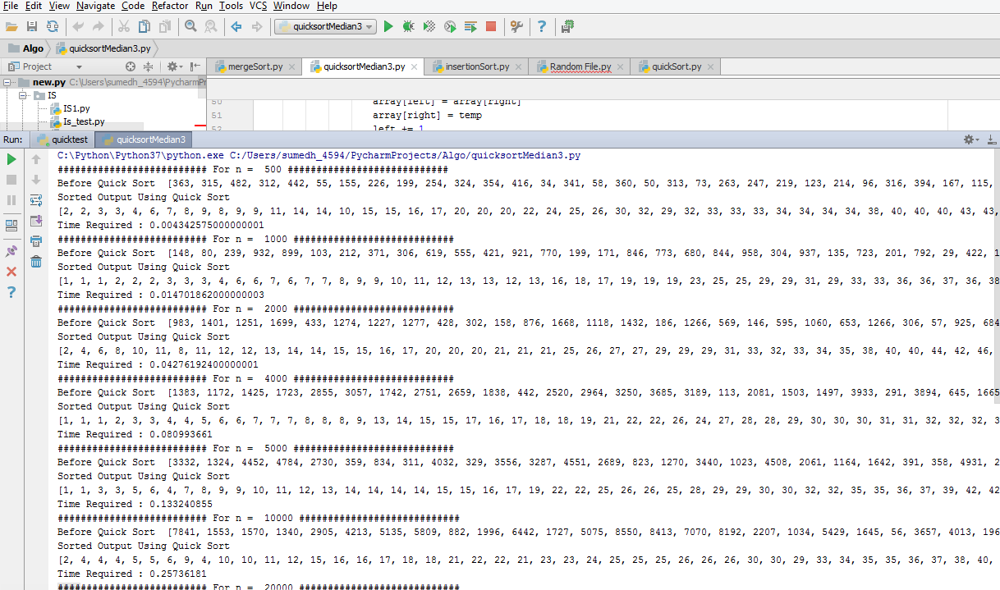 File Edit View Navigate Code Refactor Run Tools VCS Window Help
quicksortMedian3
Algo quicksortMedian3.py
Project mergeSort.py quicksortMedian3.py insertionSort.py Random File.py quickSort.py
new.py C:\Users\sumedh_4594\PycharmPr
IS
IS1.py
Is_test.py
50 array[left] = array[right]
51 array[right] = temp
52 left += 1
Run: quicktest quicksortMedian3
C:\Python\Python37\python.exe C:/Users/sumedh_4594/PycharmProjects/Algo/quicksortMedian3.py
########################## For n =  500 ############################
Before Quick Sort  [363, 315, 482, 312, 442, 55, 155, 226, 199, 254, 324, 354, 416, 34, 341, 58, 360, 50, 313, 73, 263, 247, 219, 123, 214, 96, 316, 394, 167, 115,
Sorted Output Using Quick Sort
[2, 2, 3, 3, 4, 6, 7, 8, 9, 8, 9, 9, 11, 14, 14, 10, 15, 15, 16, 17, 20, 20, 20, 22, 24, 25, 26, 30, 32, 29, 32, 33, 33, 33, 34, 34, 34, 34, 38, 40, 40, 40, 43, 43,
Time Required : 0.004342575000000001
########################## For n =  1000 ############################
Before Quick Sort  [148, 80, 239, 932, 899, 103, 212, 371, 306, 619, 555, 421, 921, 770, 199, 171, 846, 773, 680, 844, 958, 304, 937, 135, 723, 201, 792, 29, 422, 1
Sorted Output Using Quick Sort
[1, 1, 1, 2, 2, 2, 3, 3, 3, 4, 6, 6, 7, 6, 7, 7, 8, 9, 9, 10, 11, 12, 13, 13, 12, 13, 16, 18, 17, 19, 19, 19, 23, 25, 25, 29, 29, 31, 29, 33, 33, 36, 36, 37, 36, 38
Time Required : 0.014701862000000003
########################## For n =  2000 ############################
Before Quick Sort  [983, 1401, 1251, 1699, 433, 1274, 1227, 1277, 428, 302, 158, 876, 1668, 1118, 1432, 186, 1266, 569, 146, 595, 1060, 653, 1266, 306, 57, 925, 684
Sorted Output Using Quick Sort
[2, 4, 6, 8, 10, 11, 8, 11, 12, 12, 13, 14, 14, 15, 15, 16, 17, 20, 20, 20, 21, 21, 21, 25, 26, 27, 27, 29, 29, 29, 31, 33, 32, 33, 34, 35, 38, 40, 40, 44, 42, 46,
Time Required : 0.04276192400000001
########################## For n =  4000 ############################
Before Quick Sort  [1383, 1172, 1425, 1723, 2855, 3057, 1742, 2751, 2659, 1838, 442, 2520, 2964, 3250, 3685, 3189, 113, 2081, 1503, 1497, 3933, 291, 3894, 645, 1665
Sorted Output Using Quick Sort
[1, 1, 1, 2, 3, 3, 4, 4, 5, 6, 6, 7, 7, 7, 8, 8, 8, 9, 13, 14, 15, 15, 17, 16, 17, 18, 18, 19, 21, 22, 22, 26, 24, 27, 28, 28, 29, 30, 30, 30, 31, 31, 32, 32, 32, 3
Time Required : 0.080993661
########################## For n =  5000 ############################
Before Quick Sort  [3332, 1324, 4452, 4784, 2730, 359, 834, 311, 4032, 329, 3556, 3287, 4551, 2689, 823, 1270, 3440, 1023, 4508, 2061, 1164, 1642, 391, 358, 4931, 2
Sorted Output Using Quick Sort
[1, 1, 3, 3, 5, 6, 4, 7, 8, 9, 9, 10, 11, 12, 13, 14, 14, 14, 14, 15, 15, 16, 17, 19, 22, 22, 25, 26, 26, 25, 28, 29, 29, 30, 30, 32, 32, 35, 35, 36, 37, 39, 42, 42
Time Required : 0.133240855
########################## For n =  10000 ############################
Before Quick Sort  [7841, 1553, 1570, 1340, 2905, 4213, 5135, 5809, 882, 1996, 6442, 1727, 5075, 8550, 8413, 7070, 8192, 2207, 1034, 5429, 1645, 56, 3657, 4013, 196
Sorted Output Using Quick Sort
[2, 4, 4, 4, 5, 5, 6, 9, 4, 10, 10, 11, 12, 15, 16, 16, 17, 18, 18, 21, 22, 22, 21, 23, 23, 24, 25, 25, 25, 26, 26, 26, 30, 30, 29, 33, 34, 35, 35, 36, 37, 38, 40,
Time Required : 0.25736181
########################## For n =  20000 ############################